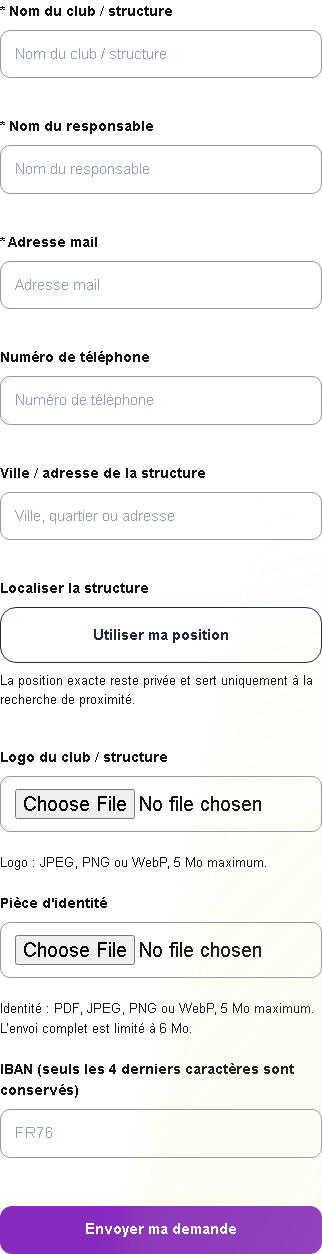 * Nom du club / structure
Nom du club / structure
* Nom du responsable
Nom du responsable
* Adresse mail
Adresse mail
Numéro de téléphone
Numéro de téléphone
Ville / adresse de la structure
Ville, quartier ou adresse
Localiser la structure
Utiliser ma position
La position exacte reste privée et sert uniquement à la
recherche de proximité.
Logo du club / structure
Choose File No file chosen
Logo : JPEG, PNG ou WebP, 5 Mo maximum.
Pièce d'identité
Choose File No file chosen
Identité : PDF, JPEG, PNG ou WebP, 5 Mo maximum.
L'envoi complet est limité à 6 Mo.
IBAN (seuls les 4 derniers caractères sont
conservés)
FR76
Envoyer ma demande